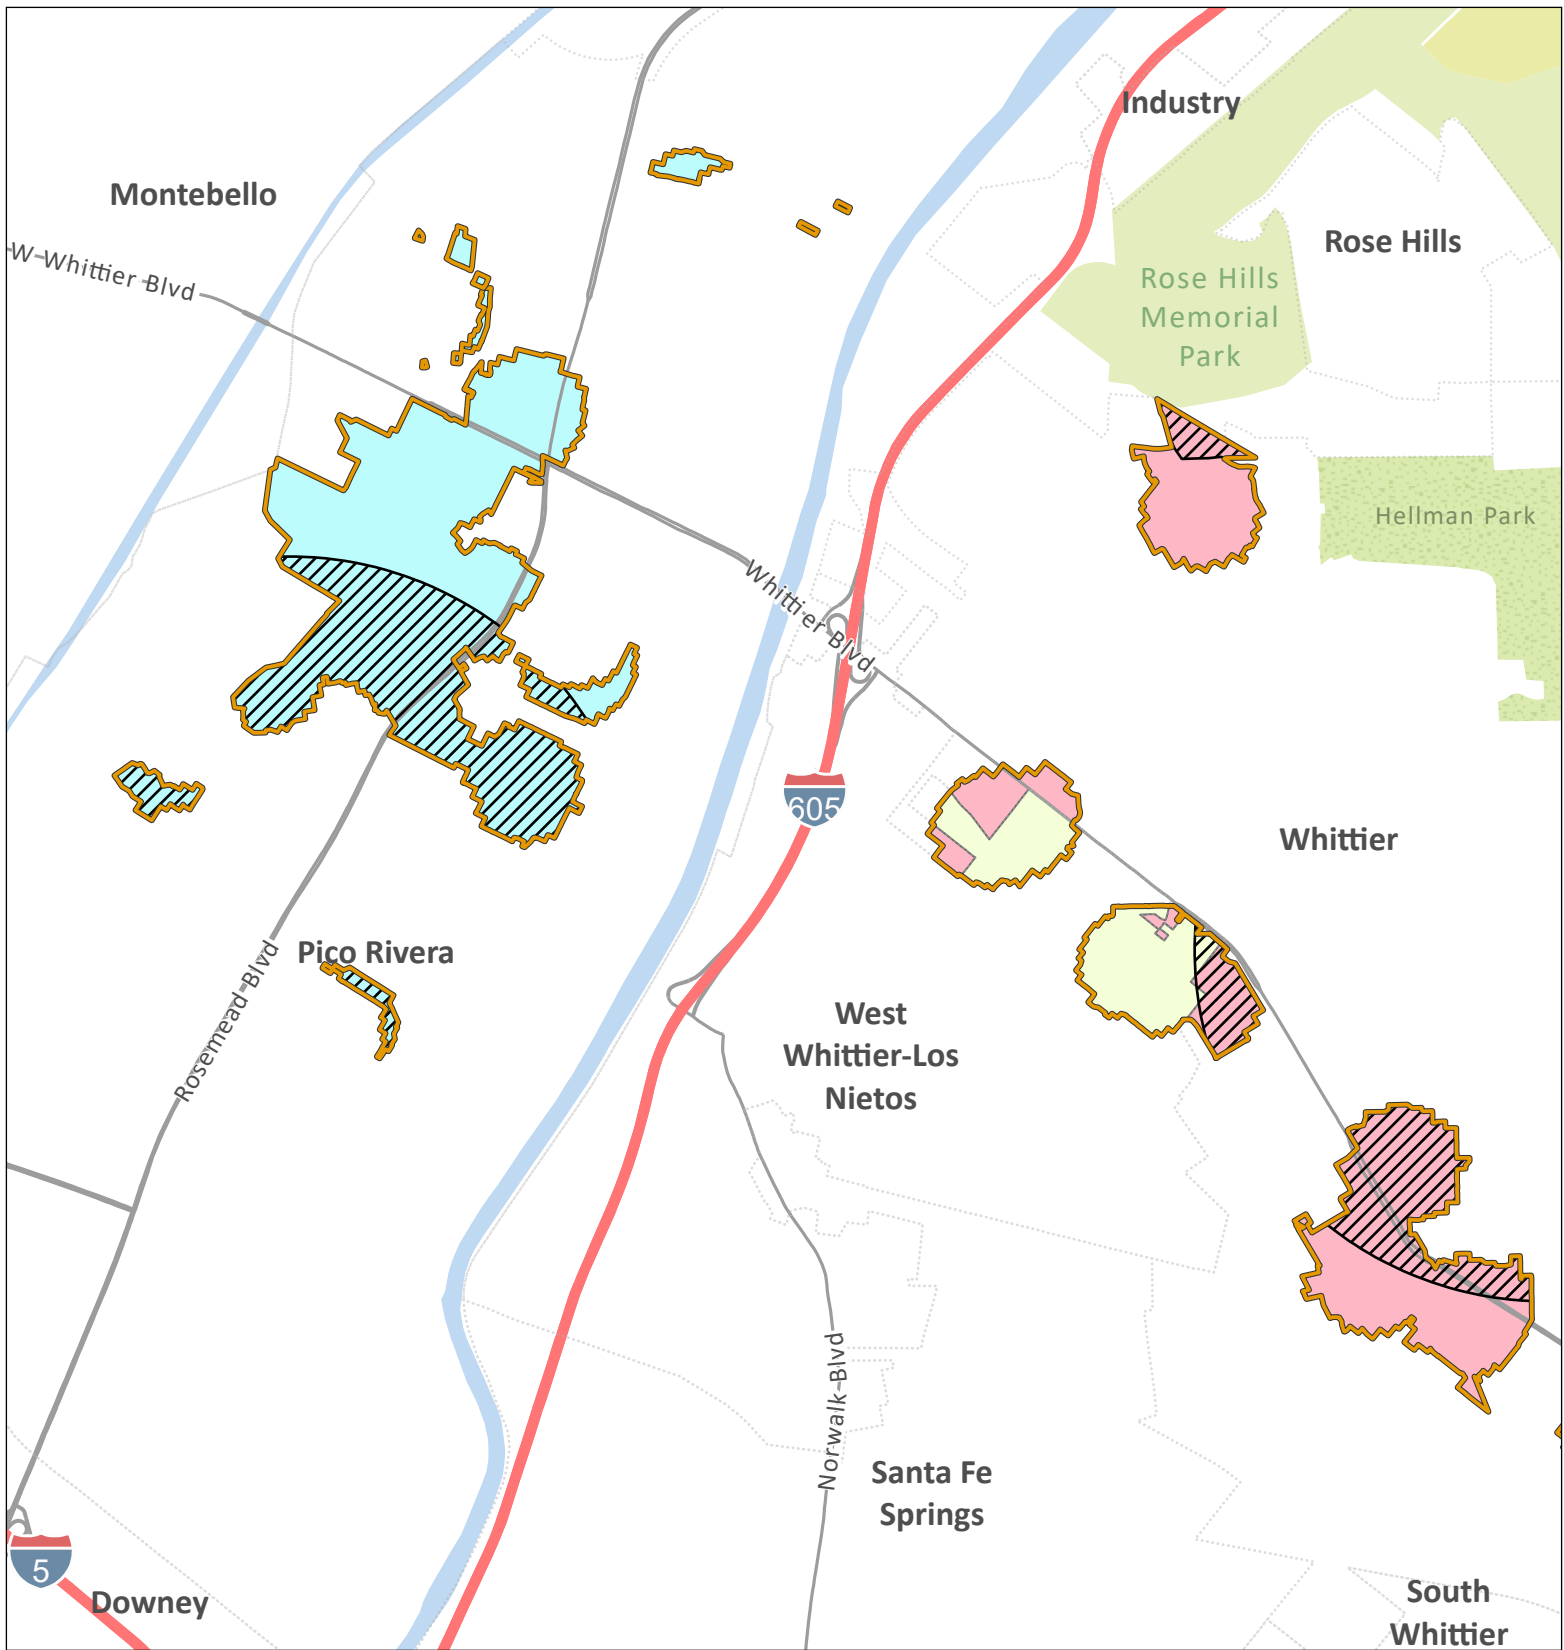 Industry
Montebello
Rose Hills
W Whittier Blvd
Rose Hills
Memorial
Park
Hellman Park
Whittier Blvd
605
Whittier
Pico Rivera
Rosemead Blvd
West
Whittier-Los
Nietos
Norwalk Blvd
Santa Fe
Springs
5
Downey
South
Whittier